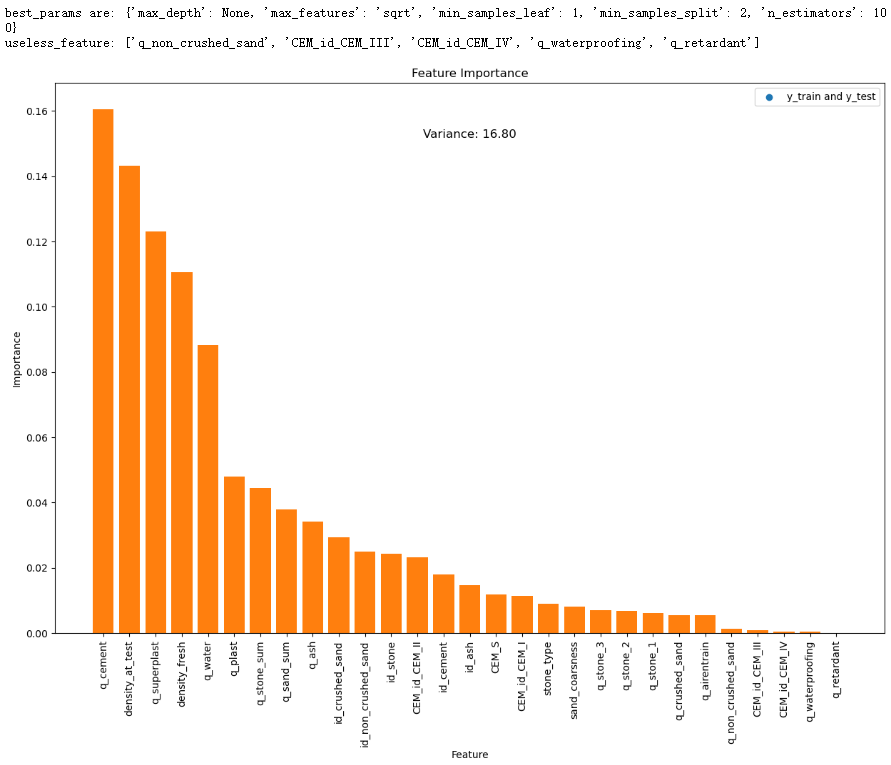 best_params are: {'max_depth': None, 'max_features': 'sqrt', 'min_samples_leaf': 1, 'min_samples_split': 2, 'n_estimators': 10
0}
useless_feature: ['q_non_crushed_sand', 'CEM_id_CEM_III', 'CEM_id_CEM_IV', 'q_waterproofing', 'q_retardant']
Feature Importance
y_train and y_test
Variance: 16.80
Importance
0.16
0.14
0.12
0.10
0.08
0.06
0.04
0.02
0.00
q_cement
density_at_test
q_superplast
density_fresh
q_water
q_plast
q_stone_sum
q_sand_sum
q_ash
id_crushed_sand
id_non_crushed_sand
id_stone
CEM_id_CEM_II
id_cement
id_ash
CEM_S
CEM_id_CEM_I
stone_type
sand_coarsness
q_stone_3
q_stone_2
q_stone_1
q_crushed_sand
q_airentrain
q_non_crushed_sand
CEM_id_CEM_III
CEM_id_CEM_IV
q_waterproofing
q_retardant
Feature